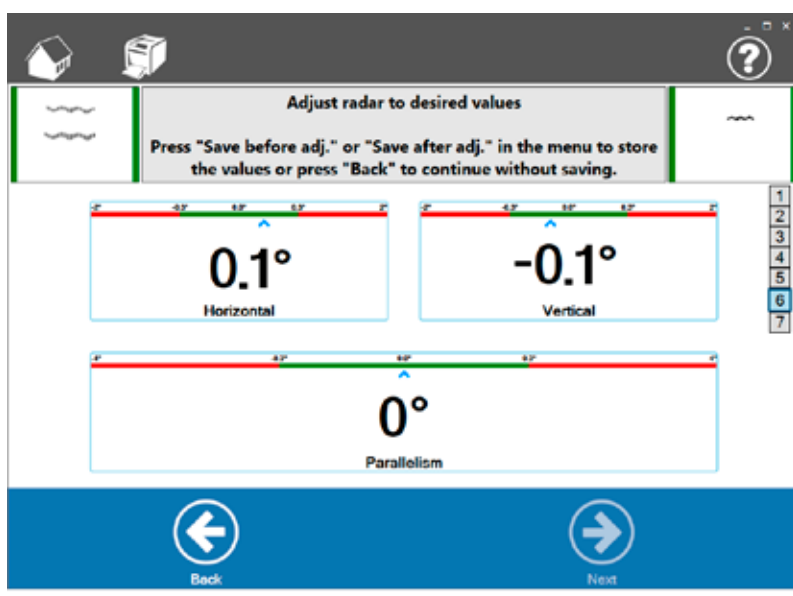 Adjust radar to desired values
Press "Save before adj." or "Save after adj." in the menu to store
the values or press "Back" to continue without saving.
0.1°
Horizontal
-0.1°
Vertical
1
2
3
4
5
6
7
0°
Parallelism
Back
Next